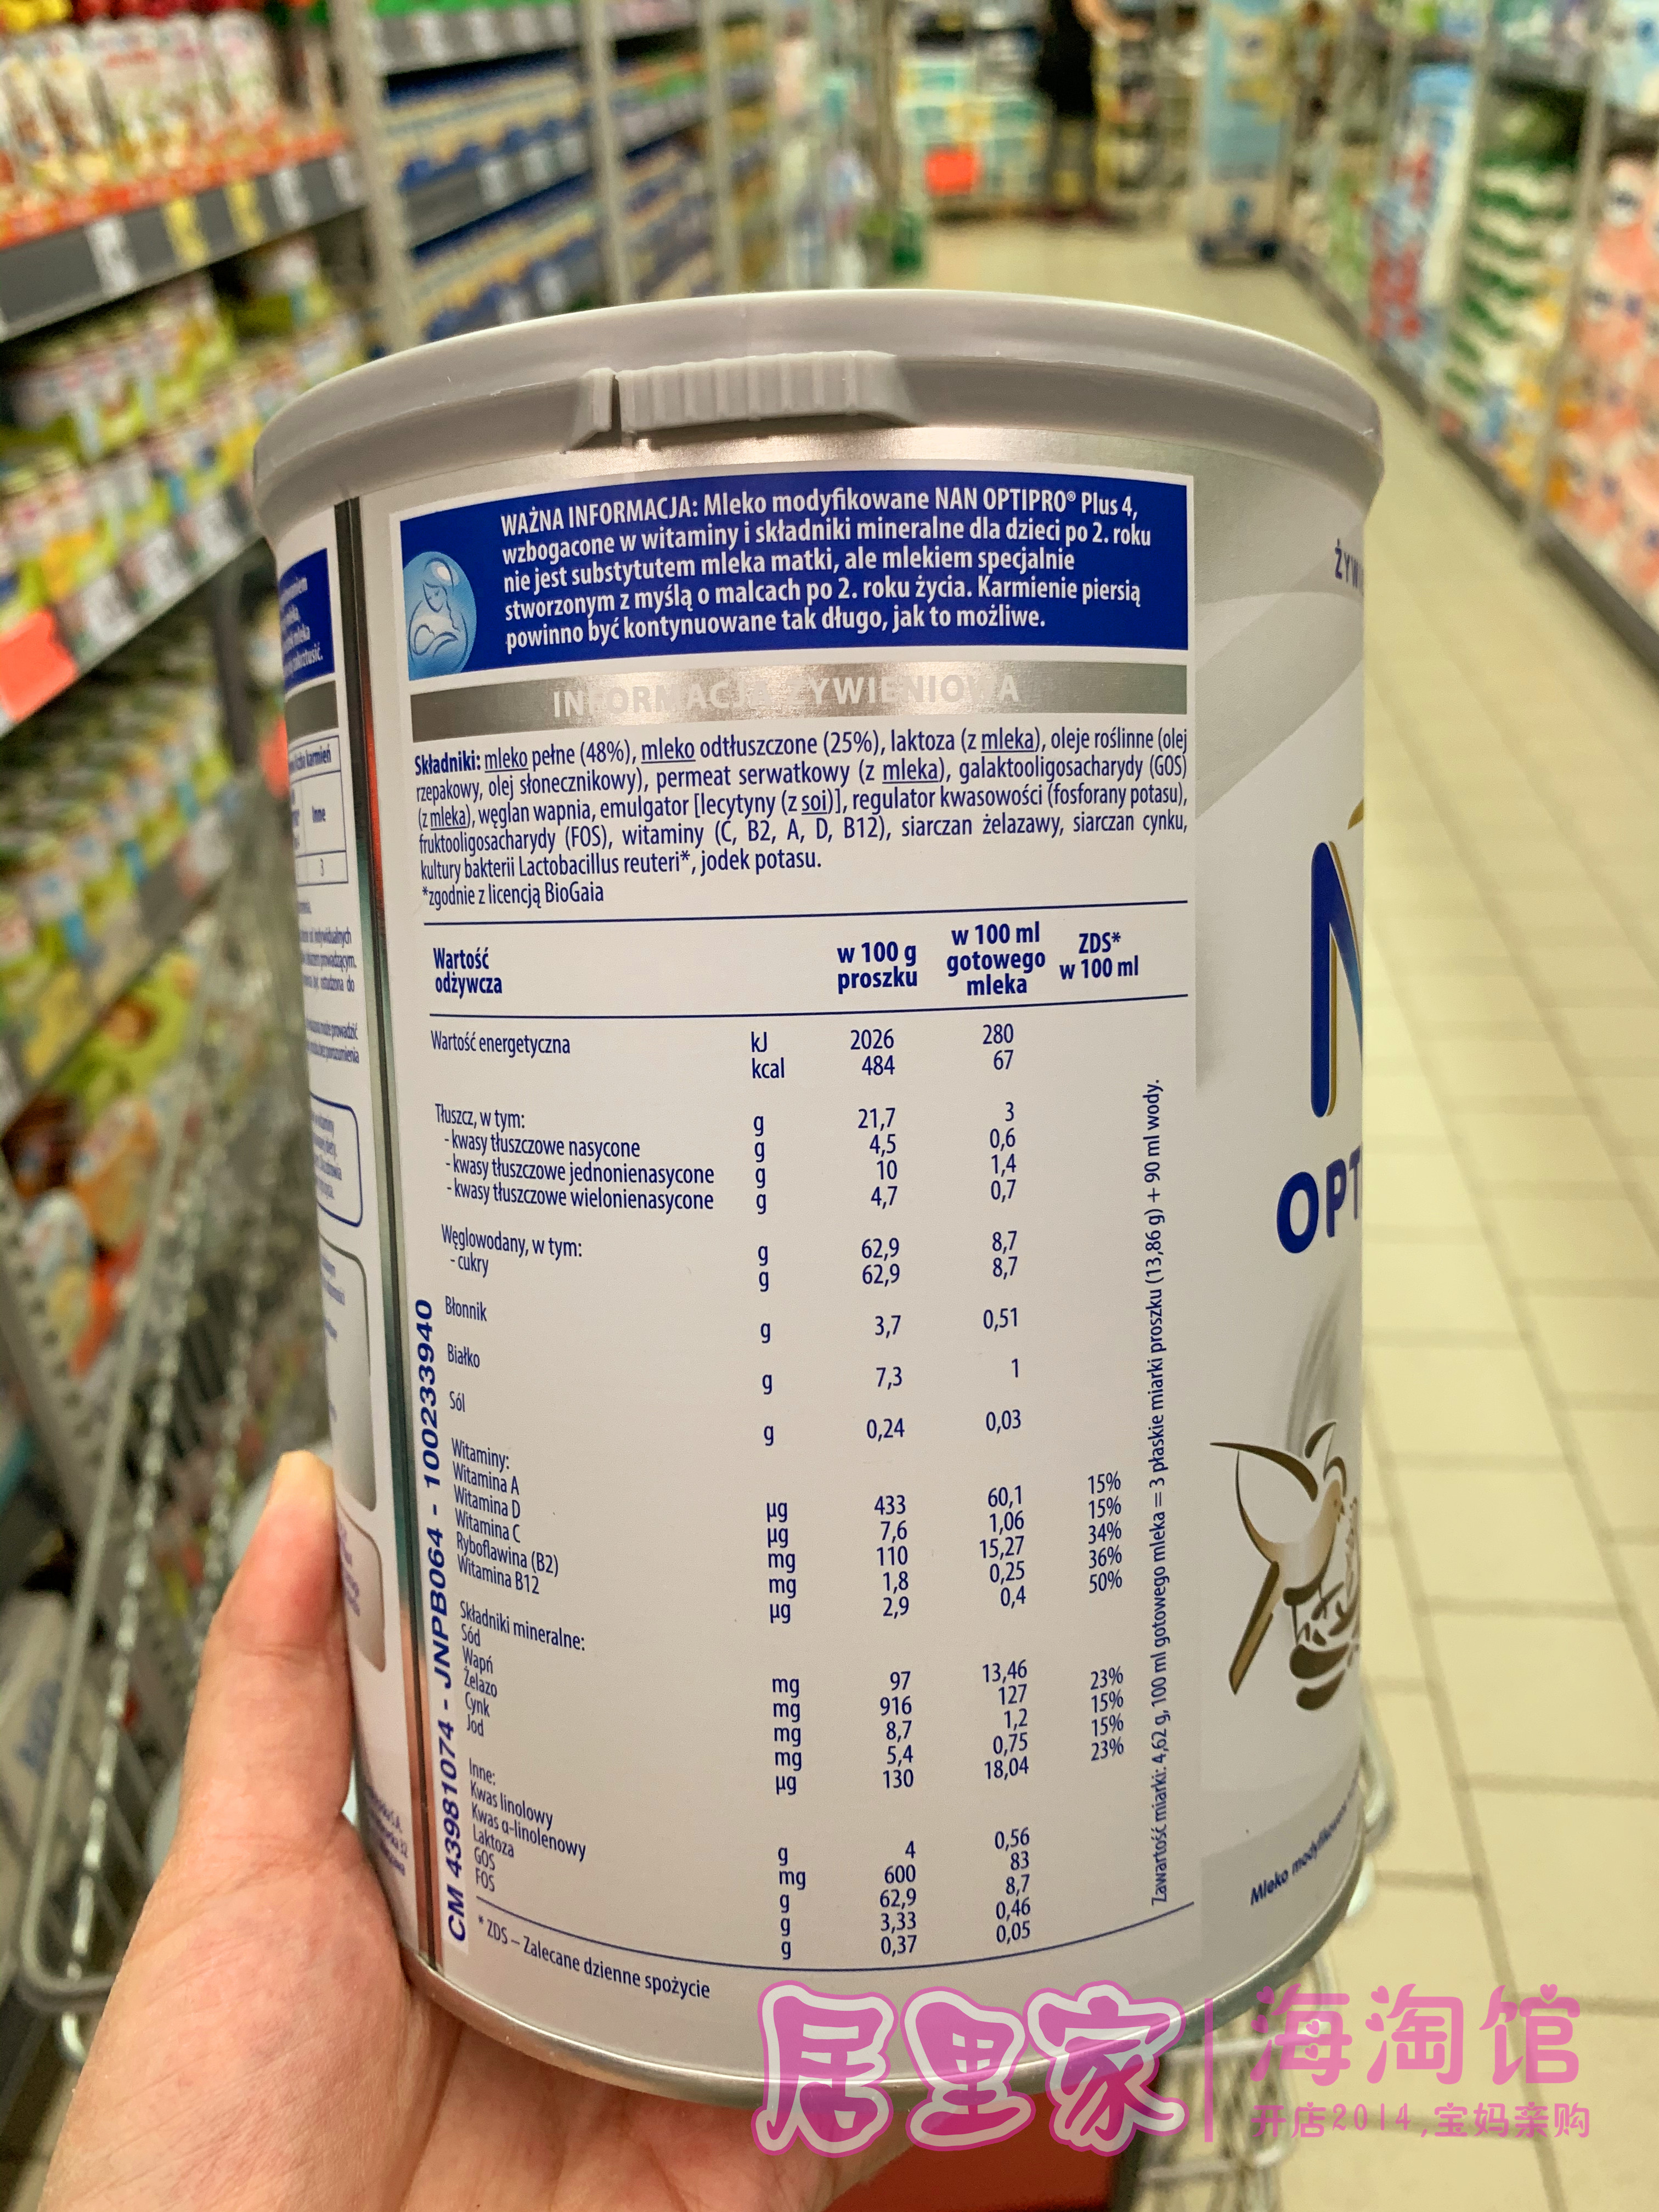 WAŻNA INFORMACJA: Mleko modyfikowane NAN OPTIPRO® Plus 4,
wzbogacone w witaminy i składniki mineralne dla dzieci po 2. roku
nie jest substytutem mleka matki, ale mlekiem specjalnie
stworzonym z myślą o malcach po 2. roku życia. Karmienie piersią
powinno być kontynuowane tak długo, jak to możliwe.
INFORMACJA ŻYWIENIOWA
Składniki: mleko pełne (48%), mleko odtłuszczone (25%), laktoza (z mleka), oleje roślinne (olej
rzepakowy, olej słonecznikowy), permeat serwatkowy (z mleka), galaktooligosacharydy (GOS)
(z mleka), węglan wapnia, emulgator [lecytyny (z soi)], regulator kwasowości (fosforany potasu),
fruktooligosacharydy (FOS), witaminy (C, B2, A, D, B12), siarczan żelazawy, siarczan cynku,
kultury bakterii Lactobacillus reuteri*, jodek potasu.
*zgodnie z licencją BioGaia
Wartość odżywcza w 100 g proszku w 100 ml gotowego mleka ZDS* w 100 ml
Wartość energetyczna kJ 2026 280
kcal 484 67
Tłuszcz, w tym: g 21,7 3
- kwasy tłuszczowe nasycone g 4,5 0,6
- kwasy tłuszczowe jednonienasycone g 10 1,4
- kwasy tłuszczowe wielonienasycone g 4,7 0,7
Węglowodany, w tym: g 62,9 8,7
- cukry g 62,9 8,7
Błonnik g 3,7 0,51
Białko g 7,3 1
Sól g 0,24 0,03
Witaminy:
Witamina A µg 433 60,1 15%
Witamina D µg 7,6 1,06 15%
Witamina C mg 110 15,27 34%
Ryboflawina (B2) mg 1,8 0,25 36%
Witamina B12 µg 2,9 0,4 50%
Składniki mineralne:
Sód mg 97 13,46
Wapń mg 916 127 23%
Żelazo mg 8,7 1,2 15%
Cynk mg 5,4 0,75 15%
Jod µg 130 18,04 23%
Inne:
Kwas linolowy g 4 0,56
Kwas α-linolenowy mg 600 83
Laktoza g 62,9 8,7
GOS g 3,33 0,46
FOS g 0,37 0,05
* ZDS – Zalecane dzienne spożycie
Zawartość miarki: 4,62 g, 100 ml gotowego mleka = 3 płaskie miarki proszku (13,86 g) + 90 ml wody.
CM 43981074 - JNPB064 - 100233940
Inne
3
OPT
Mleko
居里家
海淘馆
开店2014,宝妈亲购